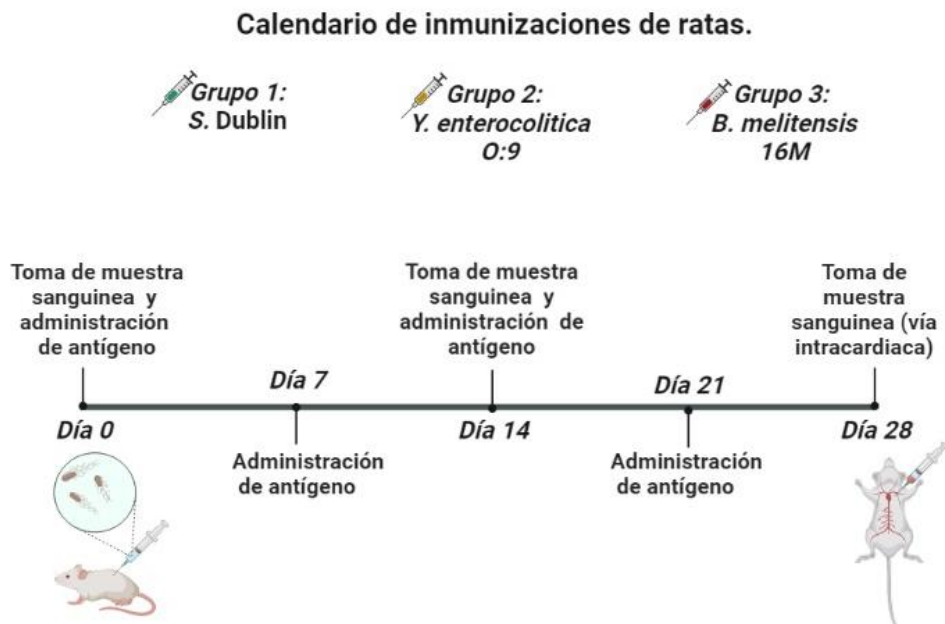 Calendario de inmunizaciones de ratas.
Grupo 1:
S. Dublin
Grupo 2:
Y. enterocolitica
O:9
Grupo 3:
B. melitensis
16M
Toma de muestra
sanguinea y
administración
de antígeno
Toma de muestra
sanguinea y
administración de
antígeno
Toma de
muestra
sanguinea (vía
intracardiaca)
Día 7
Día 21
Día 0
Día 14
Día 28
Administración
de antígeno
Administración
de antígeno